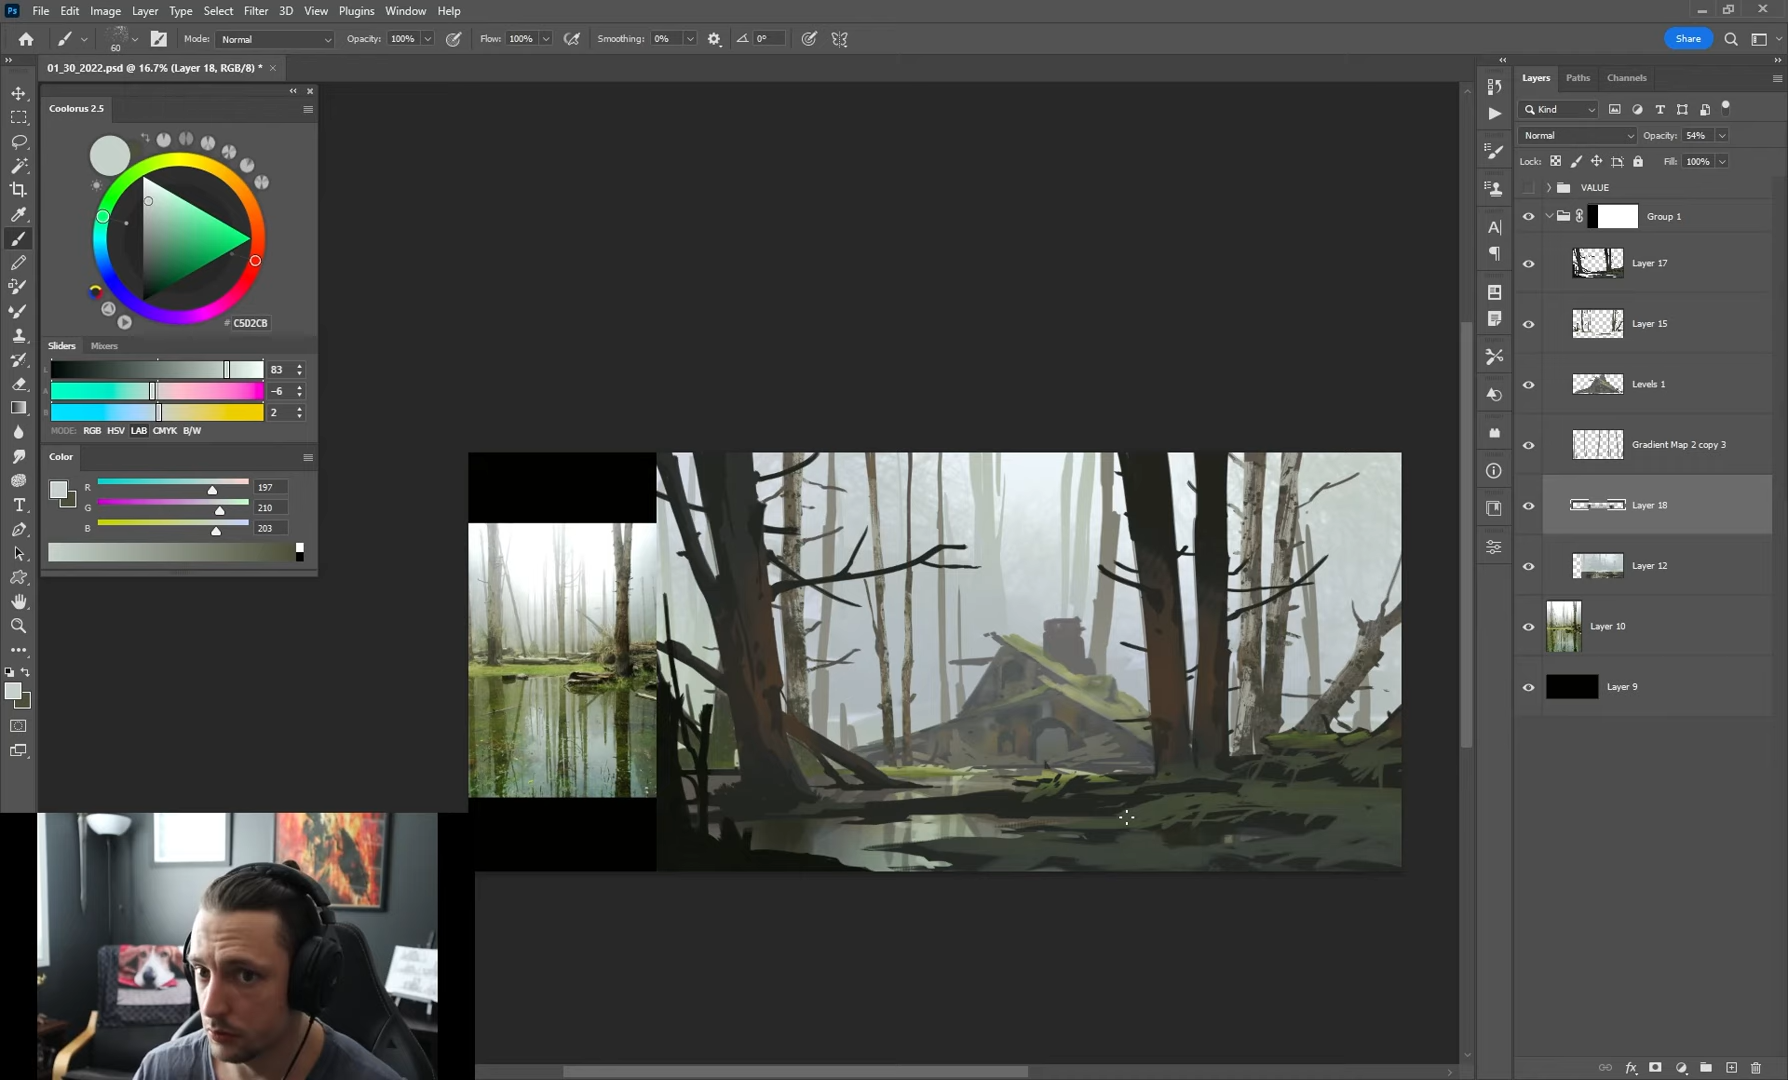 Ps File Edit Image Layer Type Select Filter 3D View Plugins Window Help
60 Mode: Normal Opacity: 100% Flow: 100% Smoothing: 0% 0° Share
01_30_2022.psd @ 16.7% (Layer 18, RGB/8) * ×
Coolorus 2.5
# C5D2CB
Sliders Mixers
L 83
A -6
B 2
MODE: RGB HSV LAB CMYK B/W
Color
R 197
G 210
B 203
Layers Paths Channels
Kind
Normal Opacity: 54%
Lock: Fill: 100%
VALUE
Group 1
Layer 17
Layer 15
Levels 1
Gradient Map 2 copy 3
Layer 18
Layer 12
Layer 10
Layer 9
fx